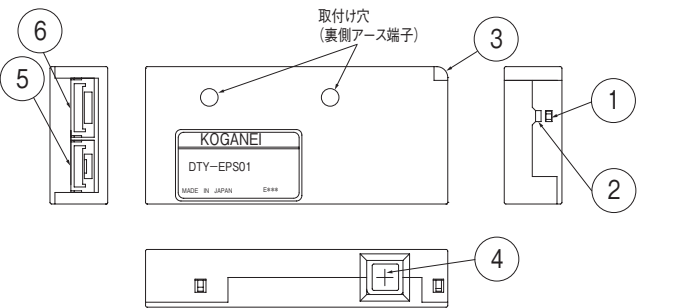 取付け穴
（裏側アース端子）
⑥
③
⑤
①
KOGANEI
DTY−EPS01
②
MADE IN JAPAN E***
④